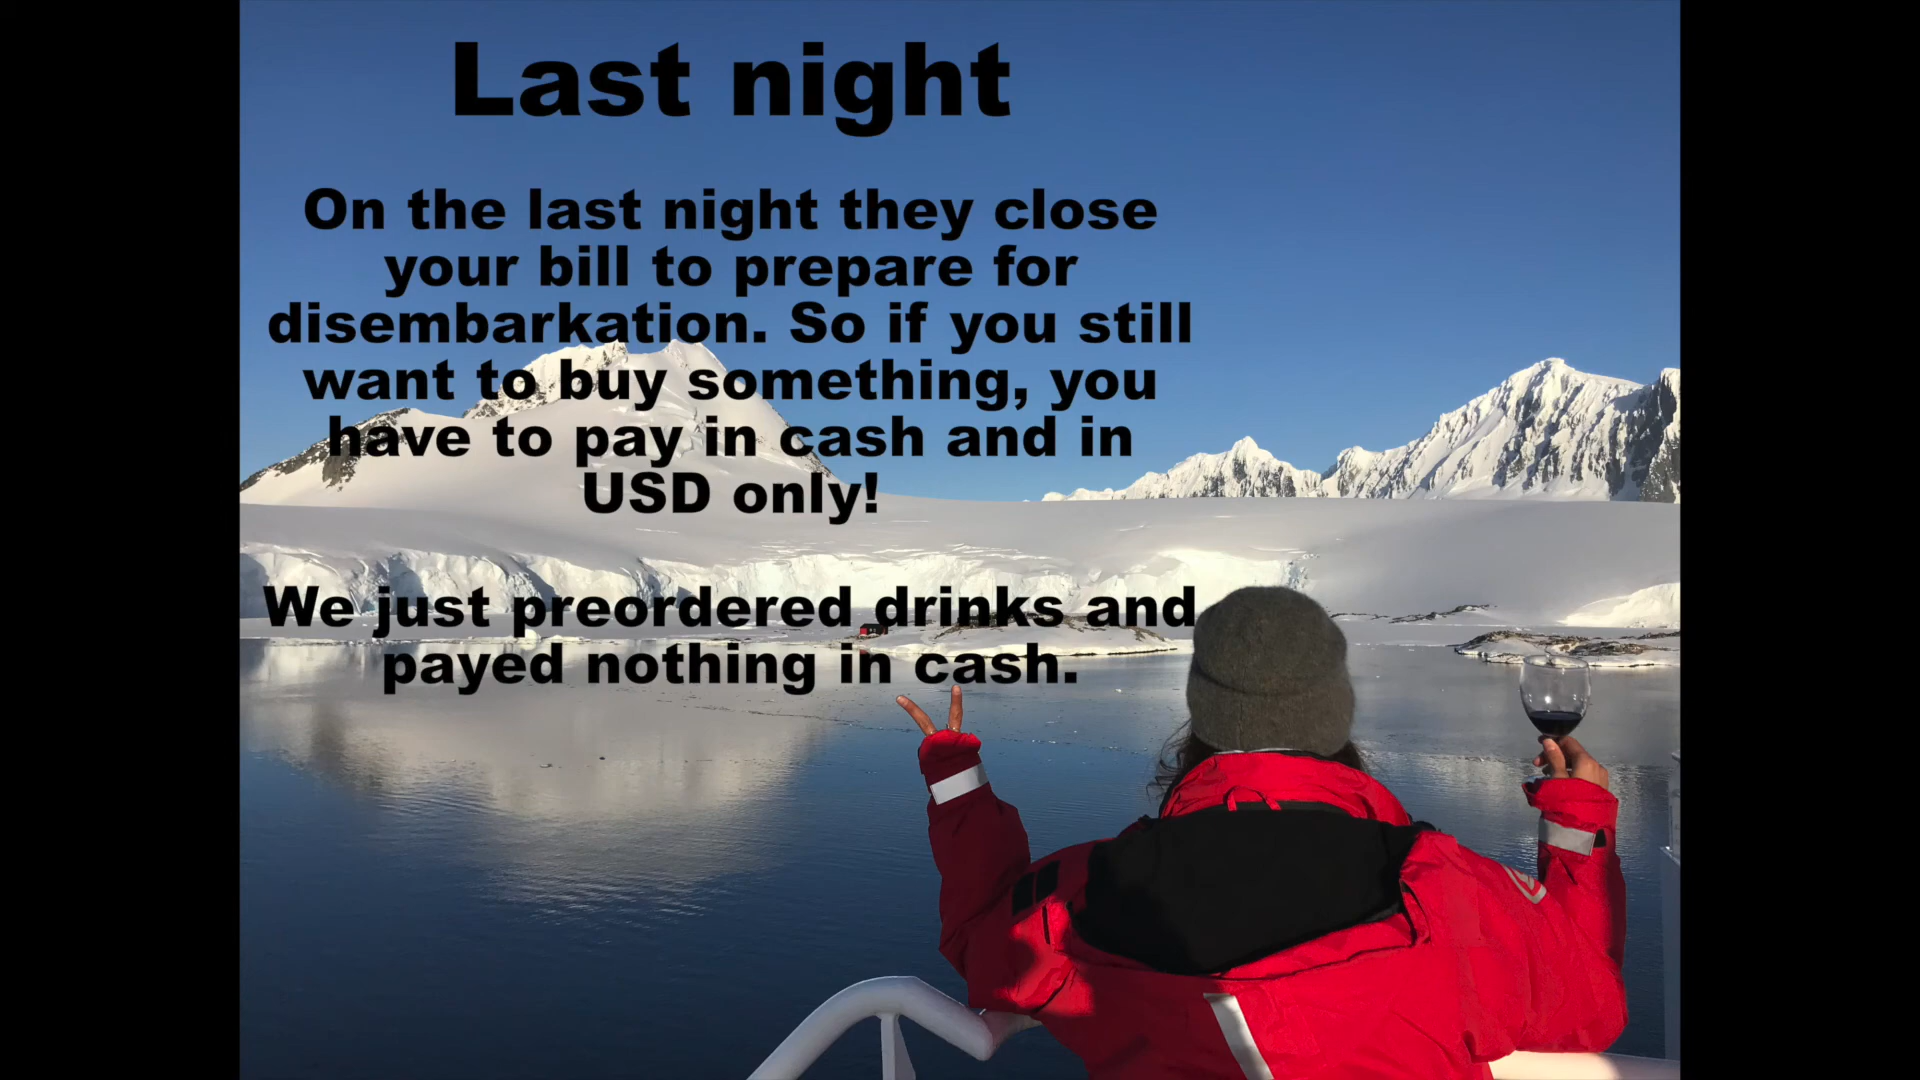 Last night
On the last night they close
your bill to prepare for
disembarkation. So if you still
want to buy something, you
have to pay in cash and in
USD only!
We just preordered drinks and
payed nothing in cash.